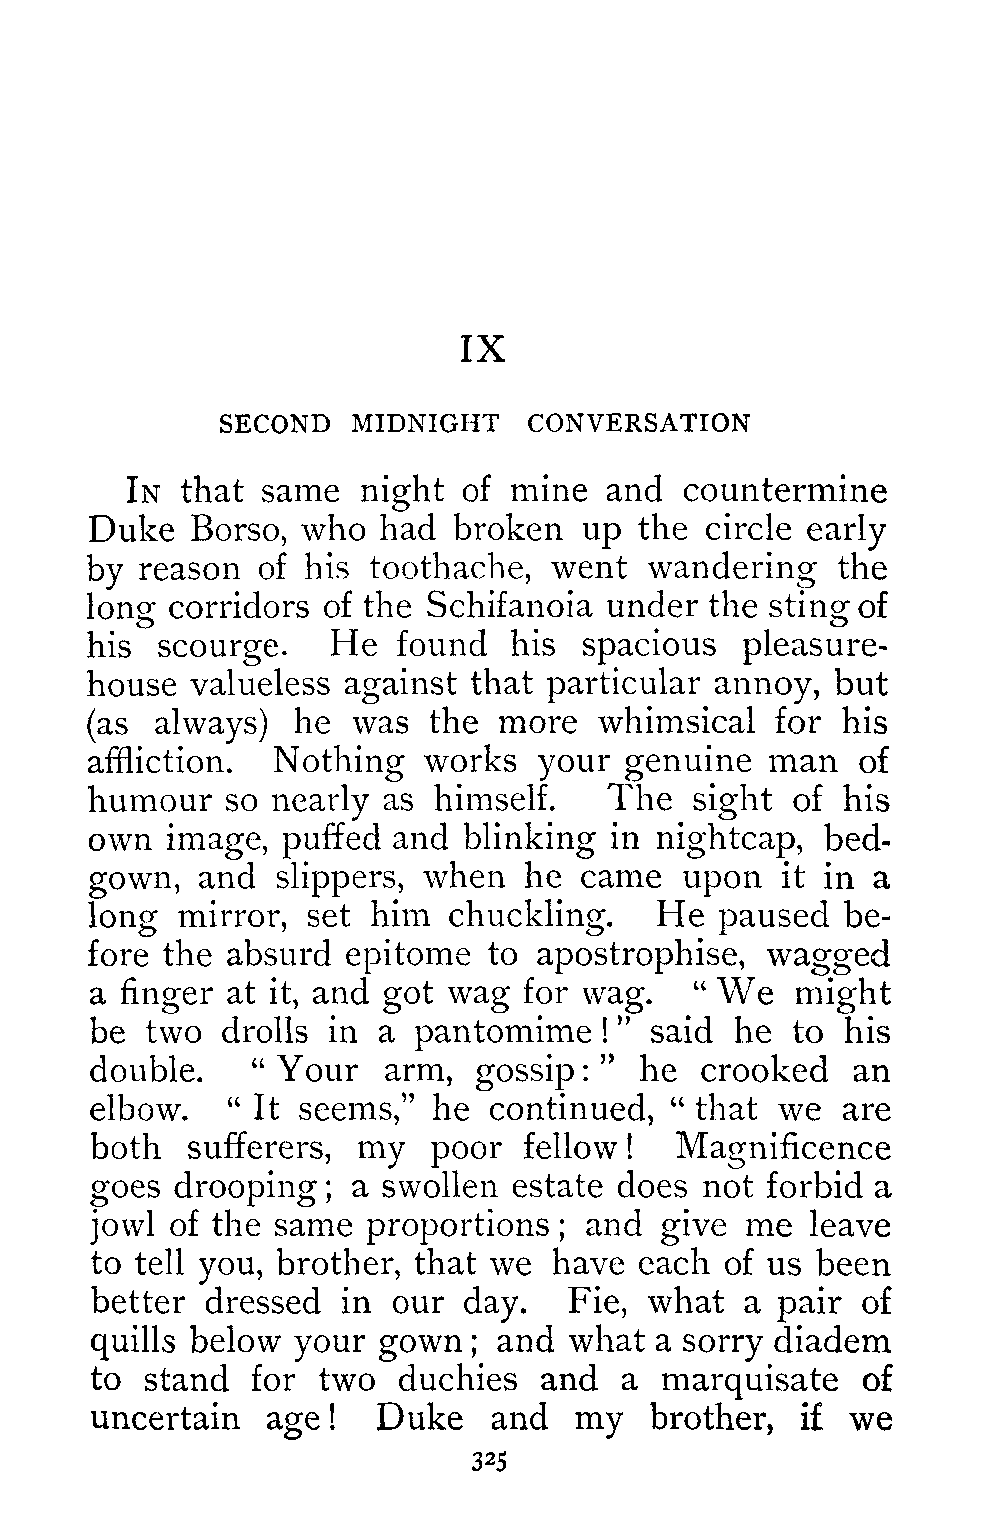 IX
SECOND MIDNIGHT CONVERSATION
In that same night of mine and countermine
Duke Borso, who had broken up the circle early
by reason of his toothache, went wandering the
long corridors of the Schifanoia under the sting of
his scourge. He found his spacious pleasure-
house valueless against that particular annoy, but
(as always) he was the more whimsical for his
affliction. Nothing works your genuine man of
humour so nearly as himself. The sight of his
own image, puffed and blinking in nightcap, bed-
gown, and slippers, when he came upon it in a
long mirror, set him chuckling. He paused be-
fore the absurd epitome to apostrophise, wagged
a finger at it, and got wag for wag. “ We might
be two drolls in a pantomime ! ” said he to his
double. “ Your arm, gossip : ” he crooked an
elbow. “ It seems,” he continued, “ that we are
both sufferers, my poor fellow ! Magnificence
goes drooping ; a swollen estate does not forbid a
jowl of the same proportions ; and give me leave
to tell you, brother, that we have each of us been
better dressed in our day. Fie, what a pair of
quills below your gown ; and what a sorry diadem
to stand for two duchies and a marquisate of
uncertain age ! Duke and my brother, if we
325